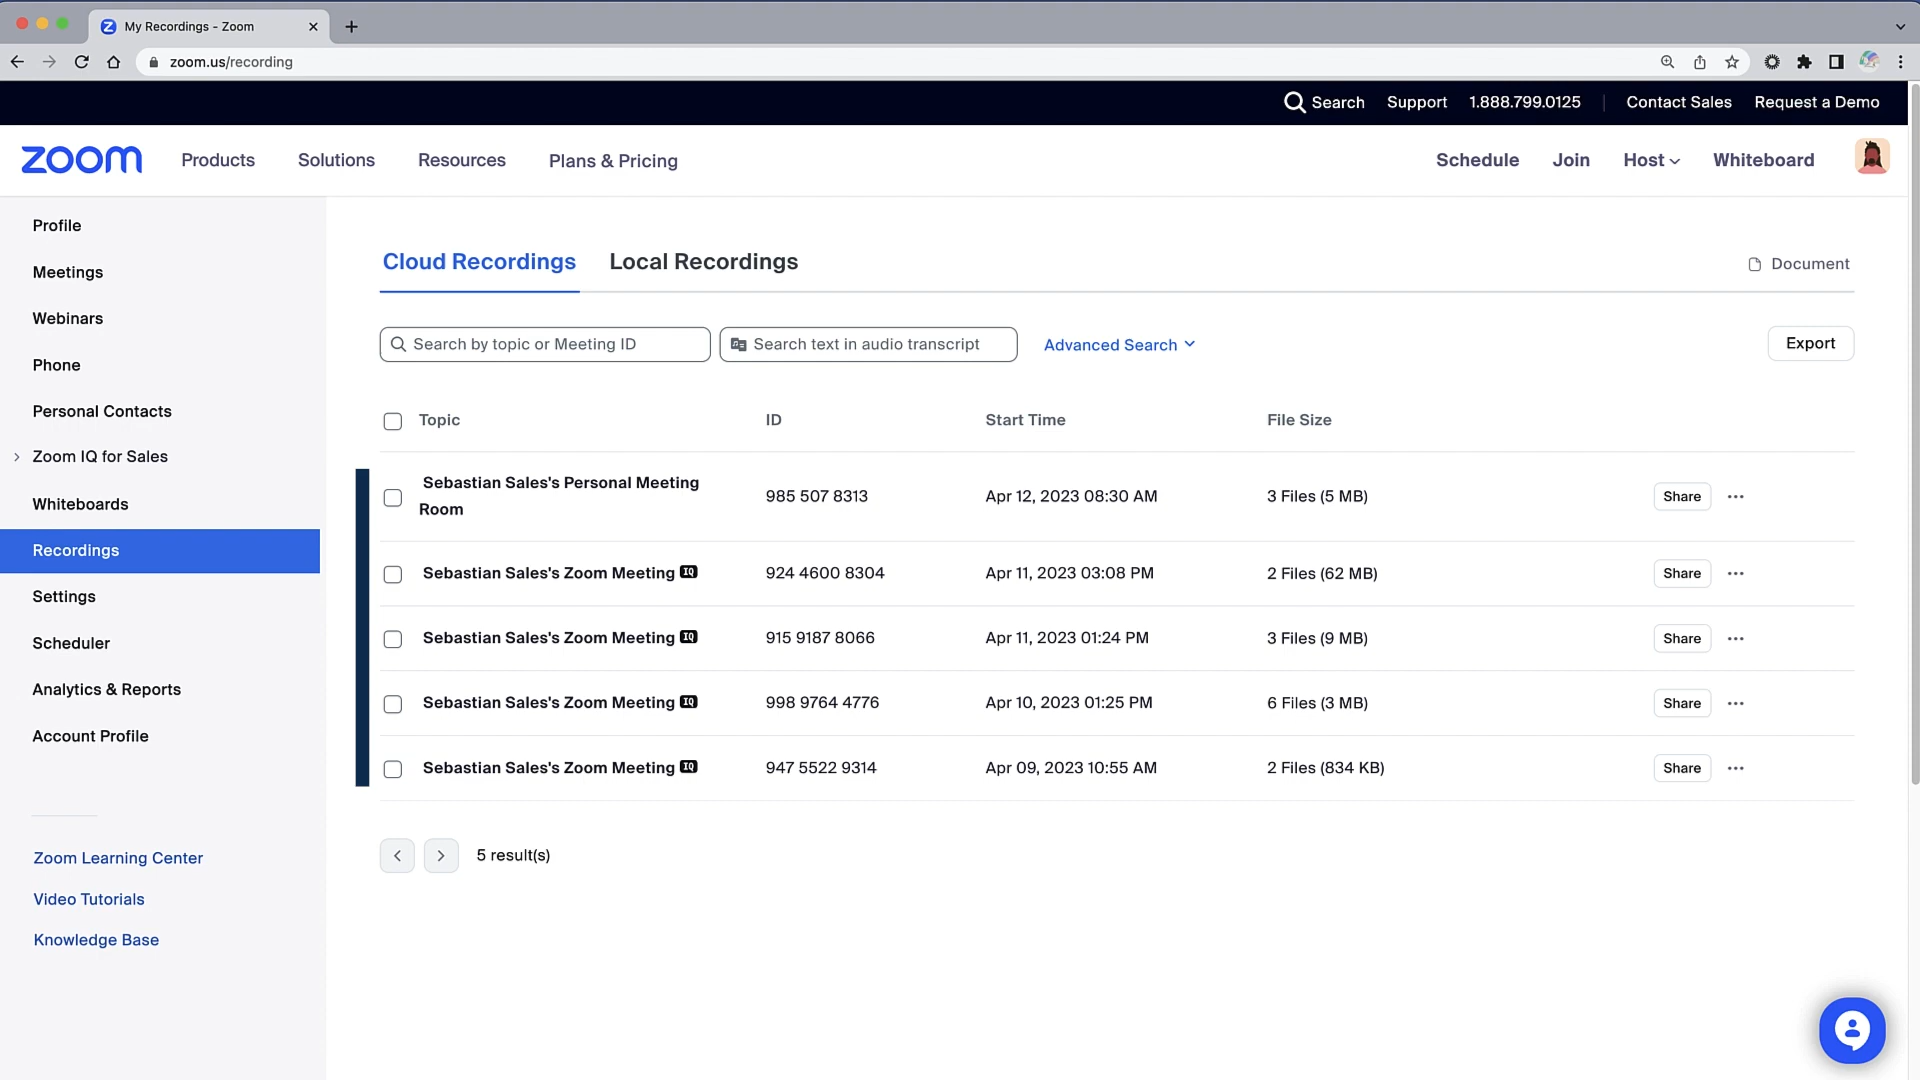 My Recordings - Zoom
zoom.us/recording
Search Support 1.888.799.0125 Contact Sales Request a Demo
zoom Products Solutions Resources Plans & Pricing Schedule Join Host Whiteboard
Profile
Meetings
Webinars
Phone
Personal Contacts
Zoom IQ for Sales
Whiteboards
Recordings
Settings
Scheduler
Analytics & Reports
Account Profile
Zoom Learning Center
Video Tutorials
Knowledge Base
Cloud Recordings Local Recordings Document
Search by topic or Meeting ID Search text in audio transcript Advanced Search Export
Topic ID Start Time File Size
Sebastian Sales's Personal Meeting
Room 985 507 8313 Apr 12, 2023 08:30 AM 3 Files (5 MB) Share
Sebastian Sales's Zoom Meeting IQ 924 4600 8304 Apr 11, 2023 03:08 PM 2 Files (62 MB) Share
Sebastian Sales's Zoom Meeting IQ 915 9187 8066 Apr 11, 2023 01:24 PM 3 Files (9 MB) Share
Sebastian Sales's Zoom Meeting IQ 998 9764 4776 Apr 10, 2023 01:25 PM 6 Files (3 MB) Share
Sebastian Sales's Zoom Meeting IQ 947 5522 9314 Apr 09, 2023 10:55 AM 2 Files (834 KB) Share
5 result(s)